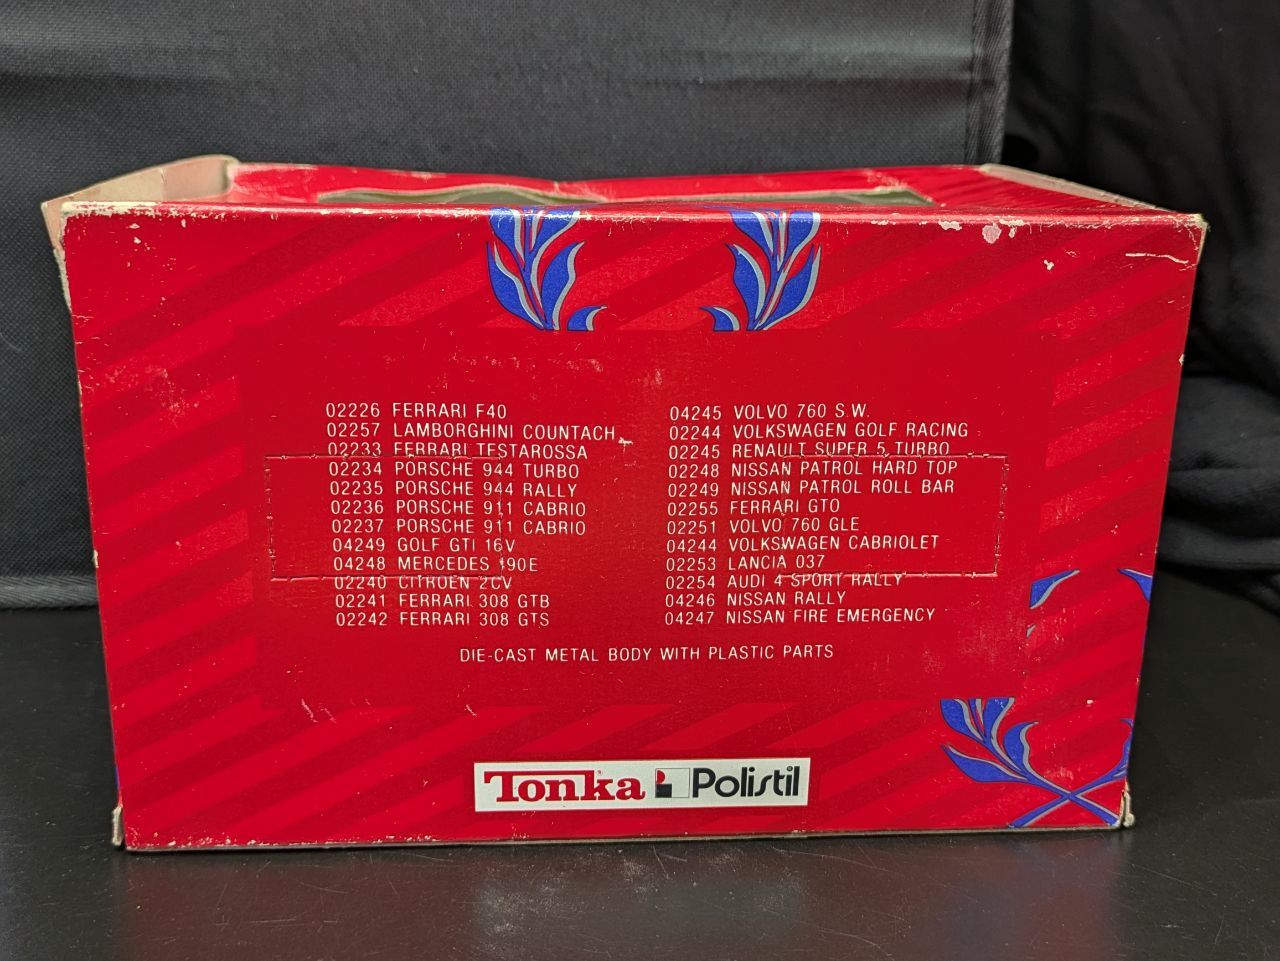 02226 FERRARI F40
02257 LAMBORGHINI COUNTACH
02233 FERRARI TESTAROSSA
02234 PORSCHE 944 TURBO
02235 PORSCHE 944 RALLY
02236 PORSCHE 911 CABRIO
02237 PORSCHE 911 CABRIO
04249 GOLF GTI 16V
04248 MERCEDES 190E
02240 CITROEN 2CV
02241 FERRARI 308 GTB
02242 FERRARI 308 GTS
04245 VOLVO 760 S.W.
02244 VOLKSWAGEN GOLF RACING
02245 RENAULT SUPER 5 TURBO
02248 NISSAN PATROL HARD TOP
02249 NISSAN PATROL ROLL BAR
02255 FERRARI GTO
02251 VOLVO 760 GLE
04244 VOLKSWAGEN CABRIOLET
02253 LANCIA 037
02254 AUDI 4 SPORT RALLY
04246 NISSAN RALLY
04247 NISSAN FIRE EMERGENCY
DIE-CAST METAL BODY WITH PLASTIC PARTS
Tonka Polistil